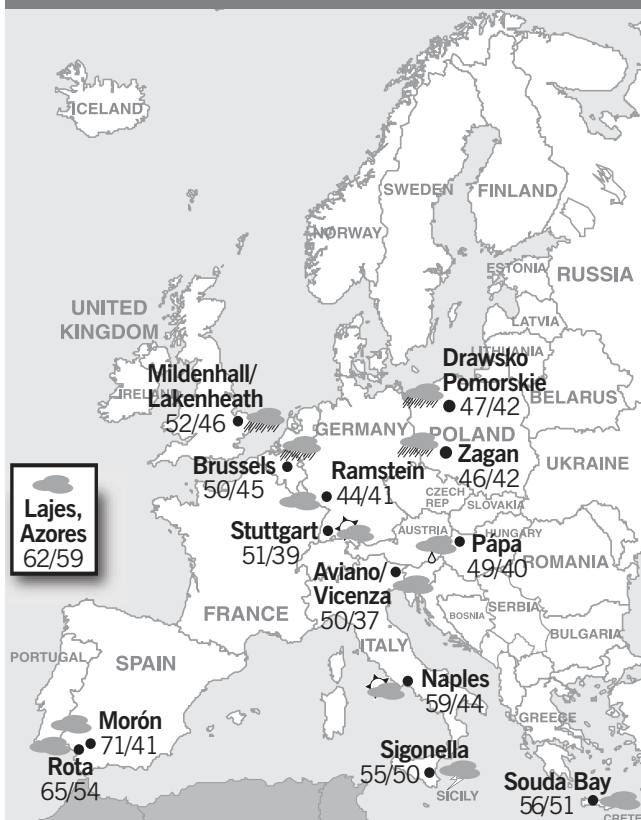 ICELAND
SWEDEN
FINLAND
NORWAY
ESTONIA
RUSSIA
LATVIA
UNITED
KINGDOM
LITHUANIA
Drawsko
Pomorskie
47/42
Mildenhall/
Lakenheath
52/46
IRELAND
BELARUS
GERMANY
POLAND
Zagan
46/42
Brussels
50/45
Ramstein
44/41
UKRAINE
Lajes,
Azores
62/59
CZECH
REP
SLOVAKIA
Stuttgart
51/39
AUSTRIA
HUNGARY
Pápa
49/40
ROMANIA
Aviano/
Vicenza
50/37
FRANCE
BOSNIA
SERBIA
BULGARIA
ITALY
PORTUGAL
SPAIN
Naples
59/44
GREECE
Morón
71/41
Rota
65/54
Sigonella
55/50
SICILY
Souda Bay
56/51
CRETE